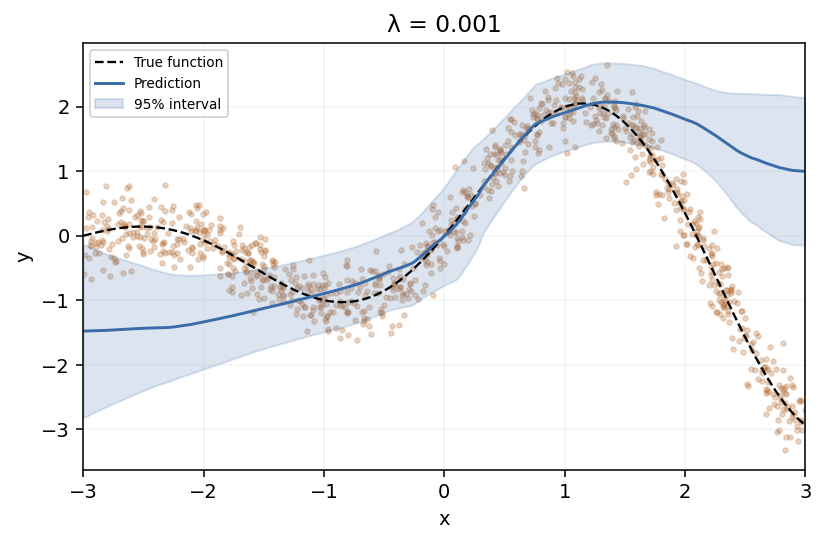 λ = 0.001
True function
Prediction
95% interval
y
2
1
0
−1
−2
−3
−3 −2 −1 0 1 2 3
x